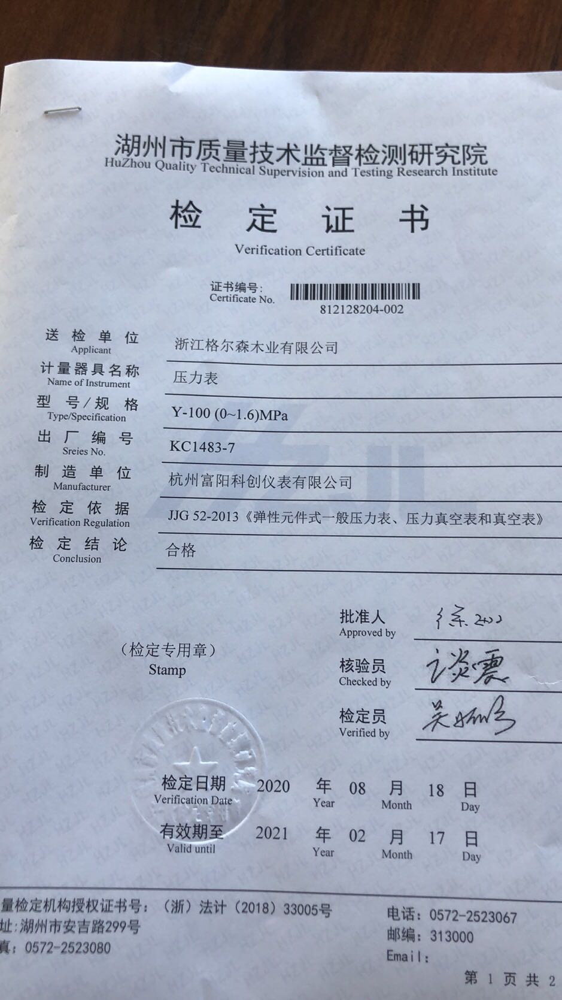 湖州市质量技术监督检测研究院
HuZhou Quality Technical Supervision and Testing Research Institute
检定证书
Verification Certificate
证书编号:
Certificate No.
812128204-002
送检单位 浙江格尔森木业有限公司
Applicant
计量器具名称 压力表
Name of Instrument
型号/规格 Y-100 (0~1.6)MPa
Type/Specification
出厂编号 KC1483-7
Sreies No.
制造单位 杭州富阳科创仪表有限公司
Manufacturer
检定依据 JJG 52-2013《弹性元件式一般压力表、压力真空表和真空表》
Verification Regulation
检定结论 合格
Conclusion
批准人
Approved by
（检定专用章）
Stamp
核验员 谈震
Checked by
检定员
Verified by
检定日期 2020 年 08 月 18 日
Verification Date Year Month Day
有效期至 2021 年 02 月 17 日
Valid until Year Month Day
量检定机构授权证书号：（浙）法计（2018）33005号
址:湖州市安吉路299号
真：0572-2523080
电话：0572-2523067
邮编：313000
Email：
第 1 页 共 2